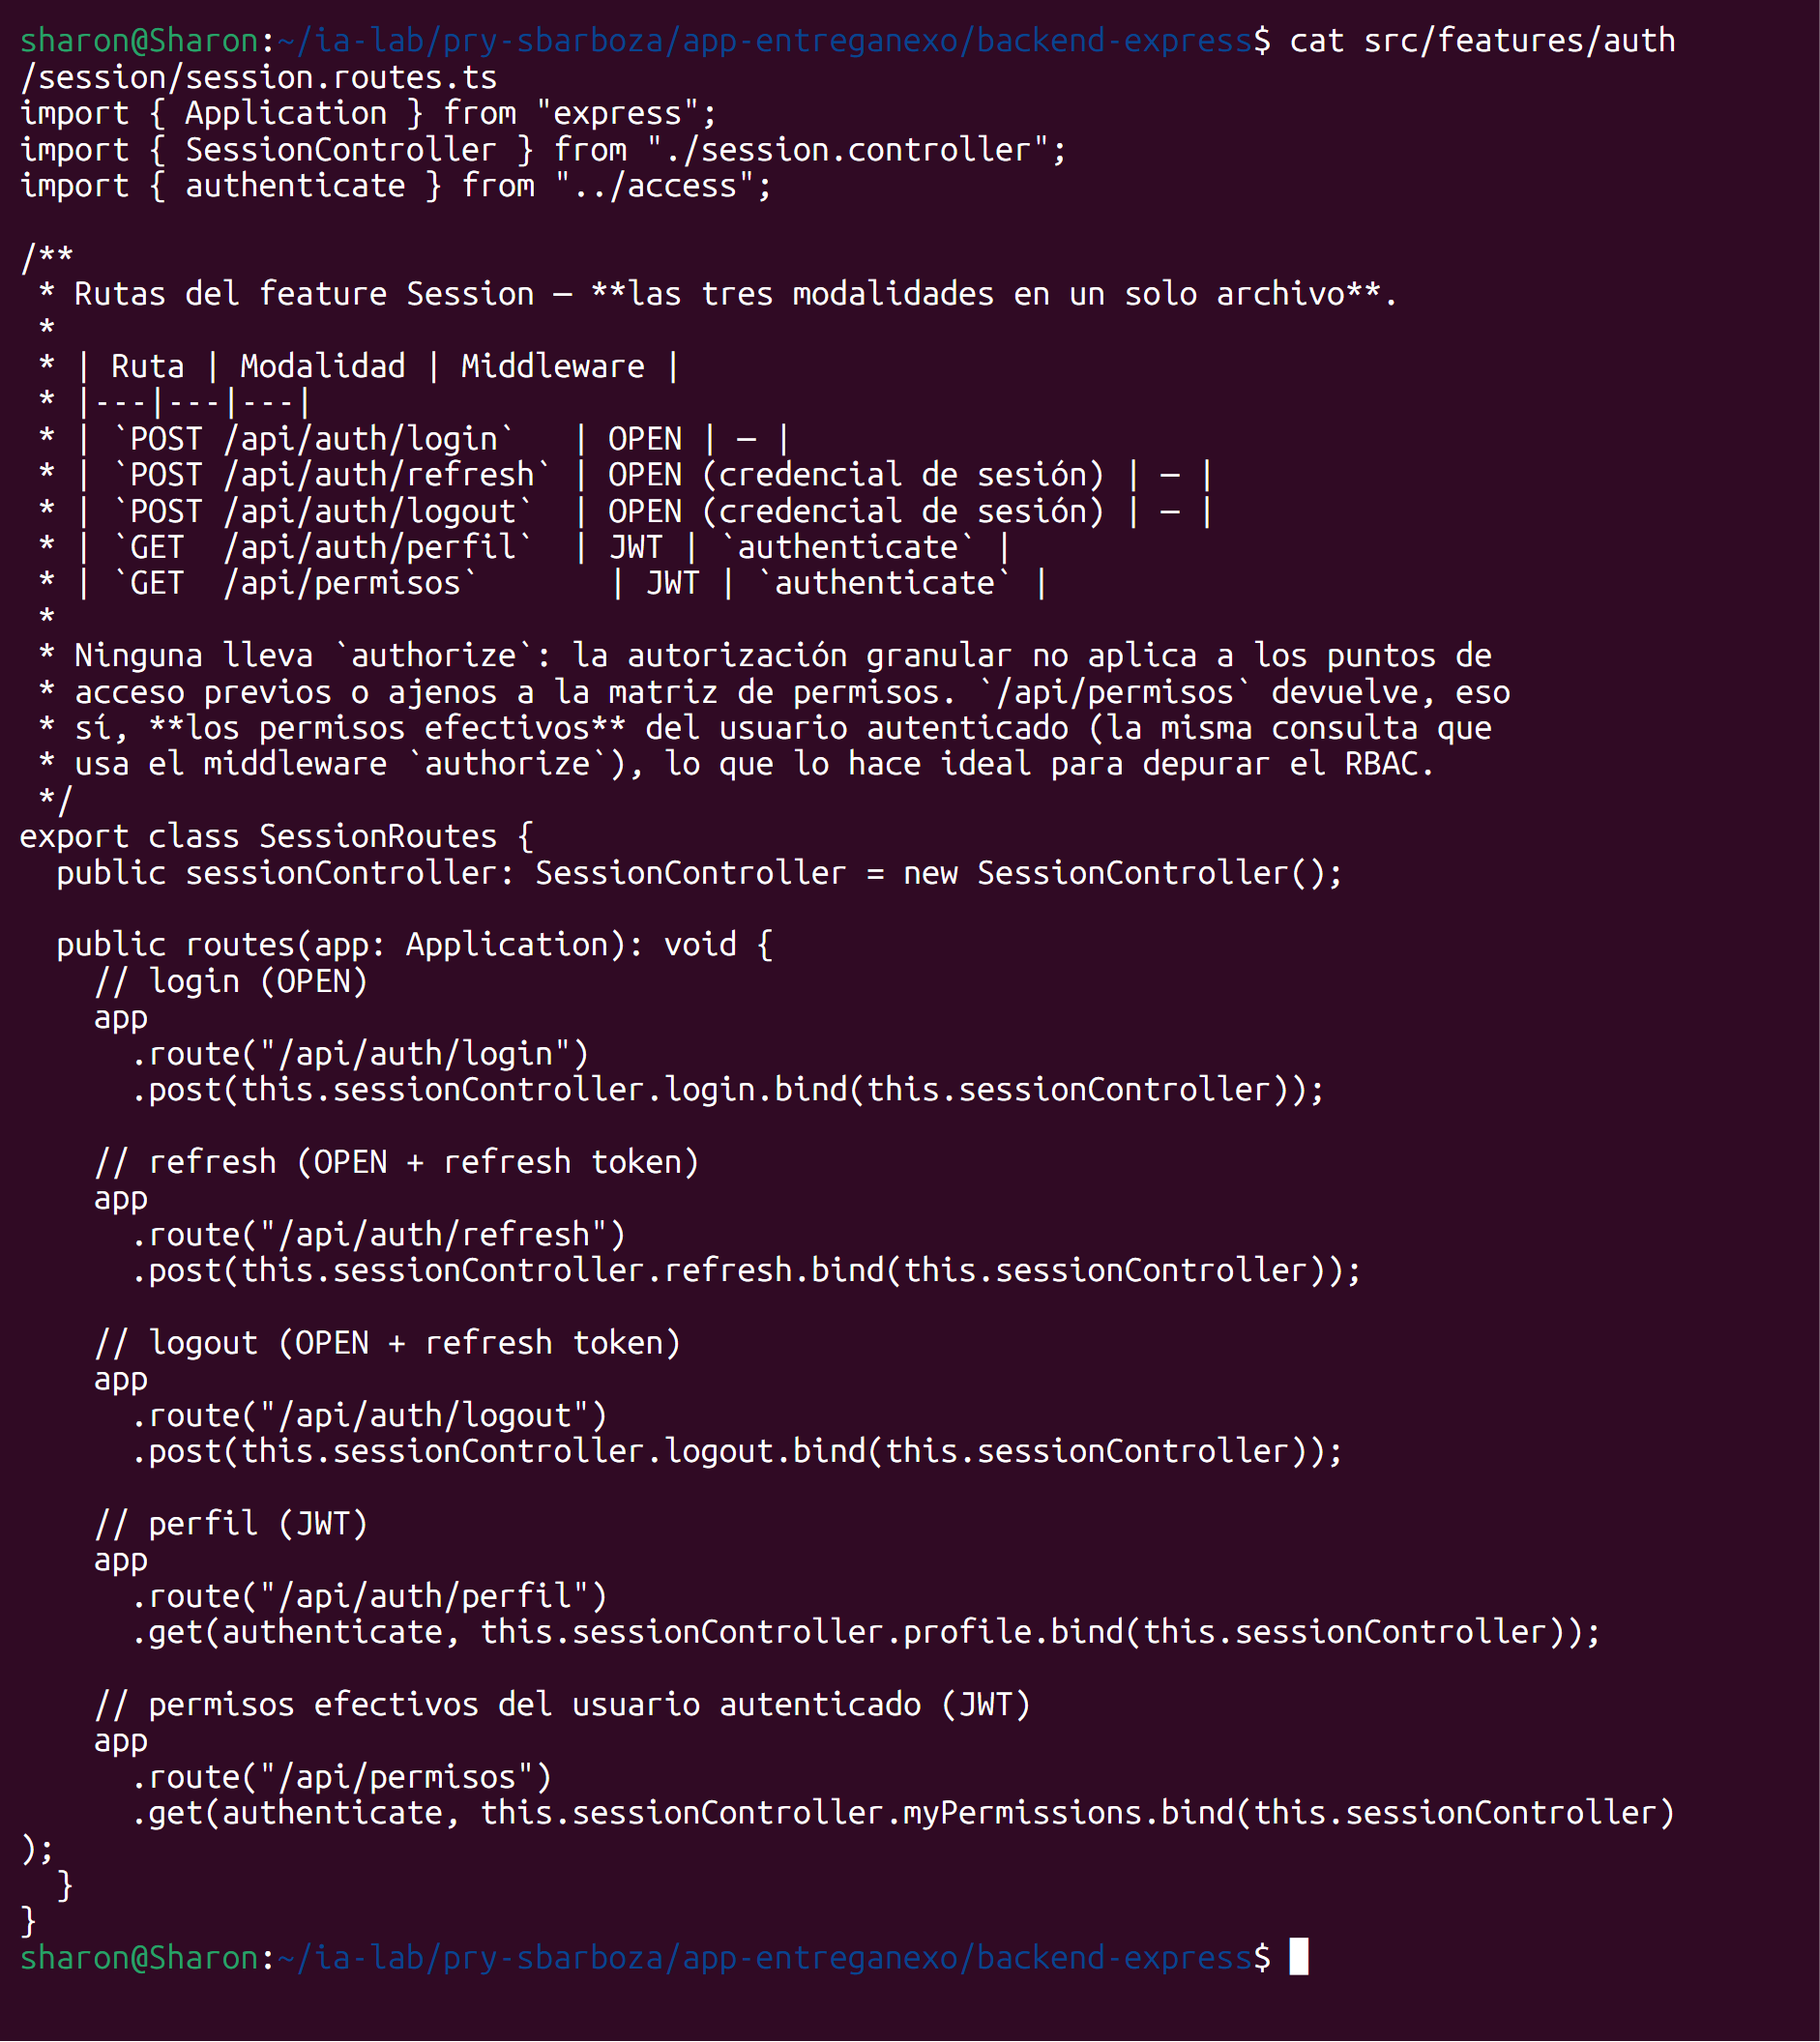 sharon@Sharon:~/ia-lab/pry-sbarboza/app-entreganexo/backend-express$ cat src/features/auth
/session/session.routes.ts
import { Application } from "express";
import { SessionController } from "./session.controller";
import { authenticate } from "../access";

/**
 * Rutas del feature Session — **las tres modalidades en un solo archivo**.
 *
 * | Ruta | Modalidad | Middleware |
 * |---|---|---|
 * | `POST /api/auth/login`   | OPEN | — |
 * | `POST /api/auth/refresh` | OPEN (credencial de sesión) | — |
 * | `POST /api/auth/logout`  | OPEN (credencial de sesión) | — |
 * | `GET  /api/auth/perfil`  | JWT | `authenticate` |
 * | `GET  /api/permisos`       | JWT | `authenticate` |
 *
 * Ninguna lleva `authorize`: la autorización granular no aplica a los puntos de
 * acceso previos o ajenos a la matriz de permisos. `/api/permisos` devuelve, eso
 * sí, **los permisos efectivos** del usuario autenticado (la misma consulta que
 * usa el middleware `authorize`), lo que lo hace ideal para depurar el RBAC.
 */
export class SessionRoutes {
  public sessionController: SessionController = new SessionController();

  public routes(app: Application): void {
    // login (OPEN)
    app
      .route("/api/auth/login")
      .post(this.sessionController.login.bind(this.sessionController));

    // refresh (OPEN + refresh token)
    app
      .route("/api/auth/refresh")
      .post(this.sessionController.refresh.bind(this.sessionController));

    // logout (OPEN + refresh token)
    app
      .route("/api/auth/logout")
      .post(this.sessionController.logout.bind(this.sessionController));

    // perfil (JWT)
    app
      .route("/api/auth/perfil")
      .get(authenticate, this.sessionController.profile.bind(this.sessionController));

    // permisos efectivos del usuario autenticado (JWT)
    app
      .route("/api/permisos")
      .get(authenticate, this.sessionController.myPermissions.bind(this.sessionController)
);
  }
}
sharon@Sharon:~/ia-lab/pry-sbarboza/app-entreganexo/backend-express$